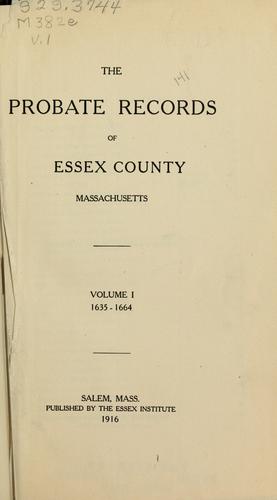 929.3744
M382e
v.1
141
THE
PROBATE RECORDS
OF
ESSEX COUNTY
MASSACHUSETTS
VOLUME I
1635-1664
SALEM, MASS.
PUBLISHED BY THE ESSEX INSTITUTE
1916